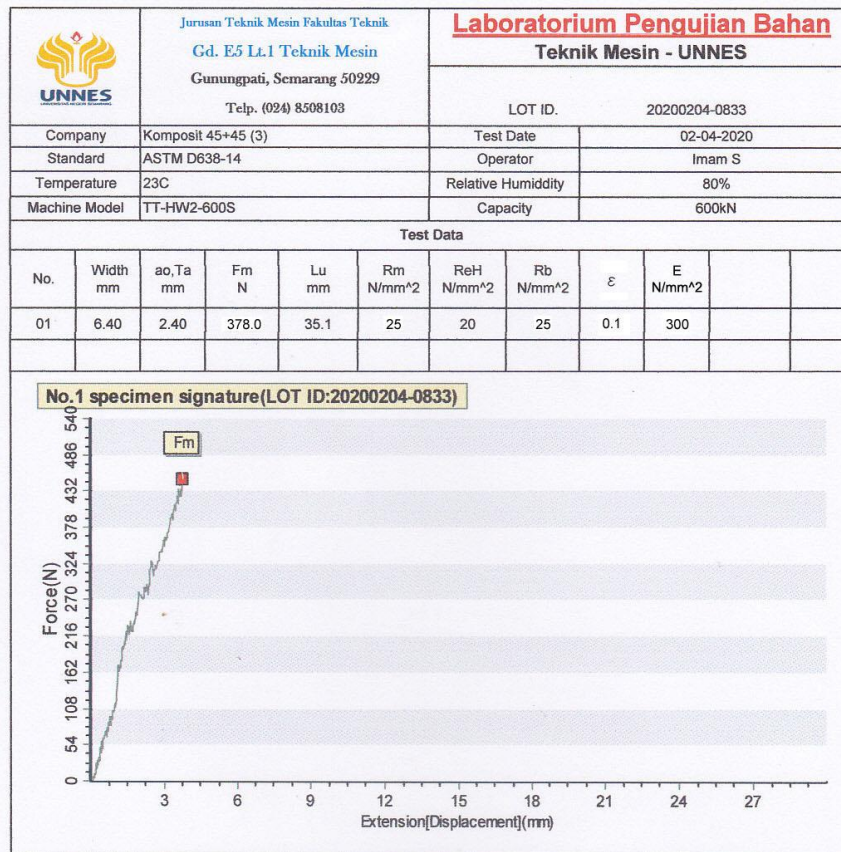 UNNES
UNIVERSITAS NEGERI SEMARANG
Jurusan Teknik Mesin Fakultas Teknik
Gd. E5 Lt.1 Teknik Mesin
Gunungpati, Semarang 50229
Telp. (024) 8508103
Laboratorium Pengujian Bahan
Teknik Mesin - UNNES
LOT ID. 20200204-0833
Company Komposit 45+45 (3) Test Date 02-04-2020
Standard ASTM D638-14 Operator Imam S
Temperature 23C Relative Humiddity 80%
Machine Model TT-HW2-600S Capacity 600kN
Test Data
No. Width mm ao,Ta mm Fm N Lu mm Rm N/mm^2 ReH N/mm^2 Rb N/mm^2 ε E N/mm^2
01 6.40 2.40 378.0 35.1 25 20 25 0.1 300
No.1 specimen signature(LOT ID:20200204-0833)
Fm
Force(N)
540
486
432
378
324
270
216
162
108
54
0
3 6 9 12 15 18 21 24 27
Extension[Displacement](mm)